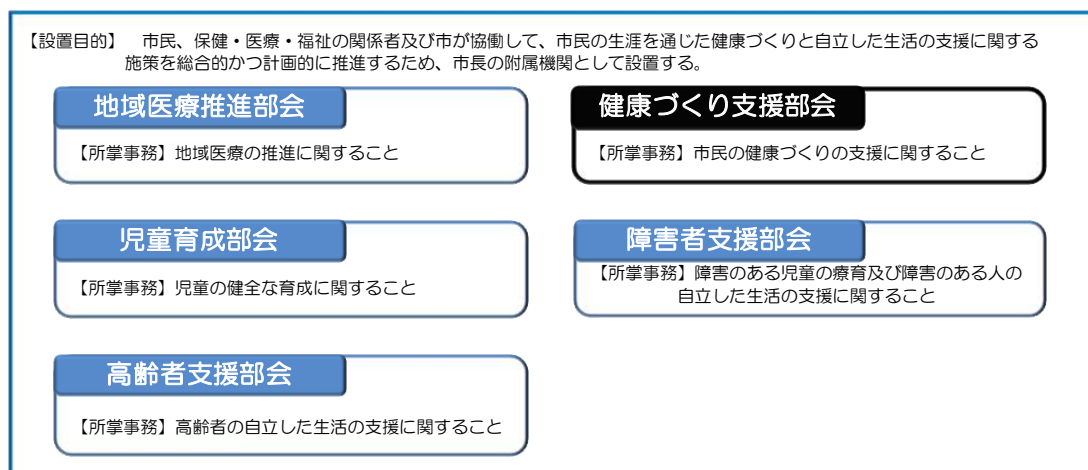 【設置目的】 市民、保健・医療・福祉の関係者及び市が協働して、市民の生涯を通じた健康づくりと自立した生活の支援に関する
施策を総合的かつ計画的に推進するため、市長の附属機関として設置する。
地域医療推進部会
【所掌事務】地域医療の推進に関すること
健康づくり支援部会
【所掌事務】市民の健康づくりの支援に関すること
児童育成部会
【所掌事務】児童の健全な育成に関すること
障害者支援部会
【所掌事務】障害のある児童の療育及び障害のある人の
自立した生活の支援に関すること
高齢者支援部会
【所掌事務】高齢者の自立した生活の支援に関すること